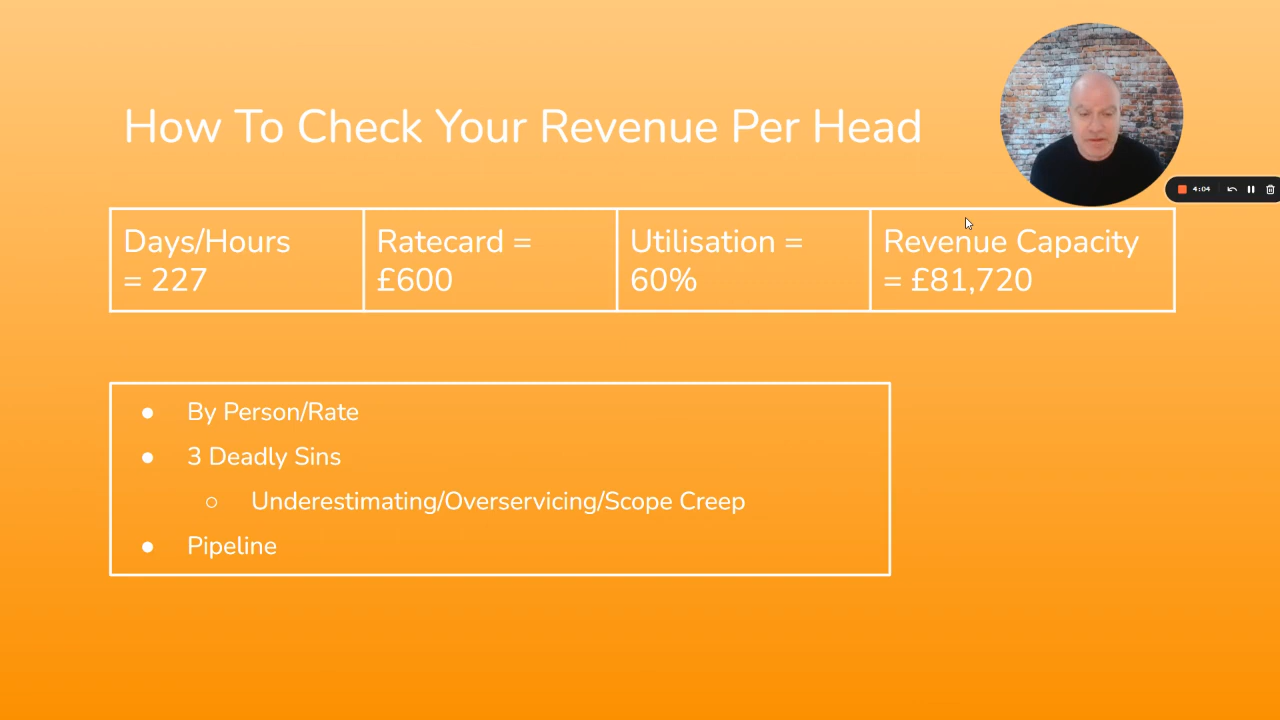 How To Check Your Revenue Per Head
4:04
Days/Hours
= 227
Ratecard =
£600
Utilisation =
60%
Revenue Capacity
= £81,720
● By Person/Rate
● 3 Deadly Sins
○ Underestimating/Overservicing/Scope Creep
● Pipeline